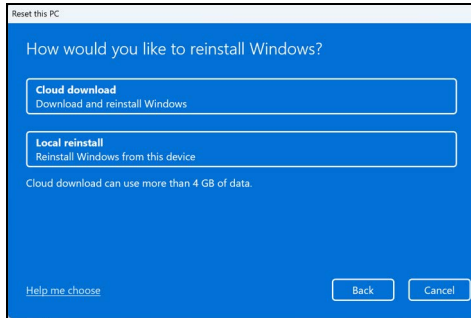 Reset this PC
How would you like to reinstall Windows?
Cloud download
Download and reinstall Windows
Local reinstall
Reinstall Windows from this device
Cloud download can use more than 4 GB of data.
Help me choose
Back
Cancel